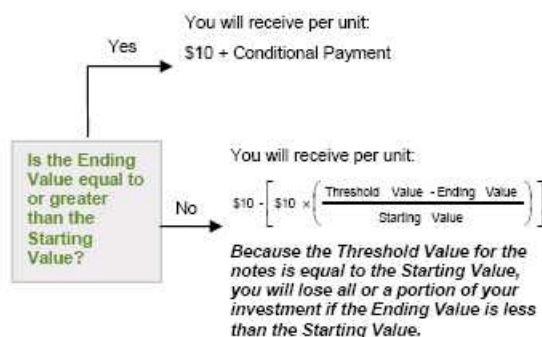 You will receive per unit:
Yes
$10 + Conditional Payment
Is the Ending
Value equal to
or greater
than the
Starting
Value?
No
You will receive per unit:
$10 - [ $10 × ( Threshold Value - Ending Value
Starting Value ) ]
Because the Threshold Value for the
notes is equal to the Starting Value,
you will lose all or a portion of your
investment if the Ending Value is less
than the Starting Value.